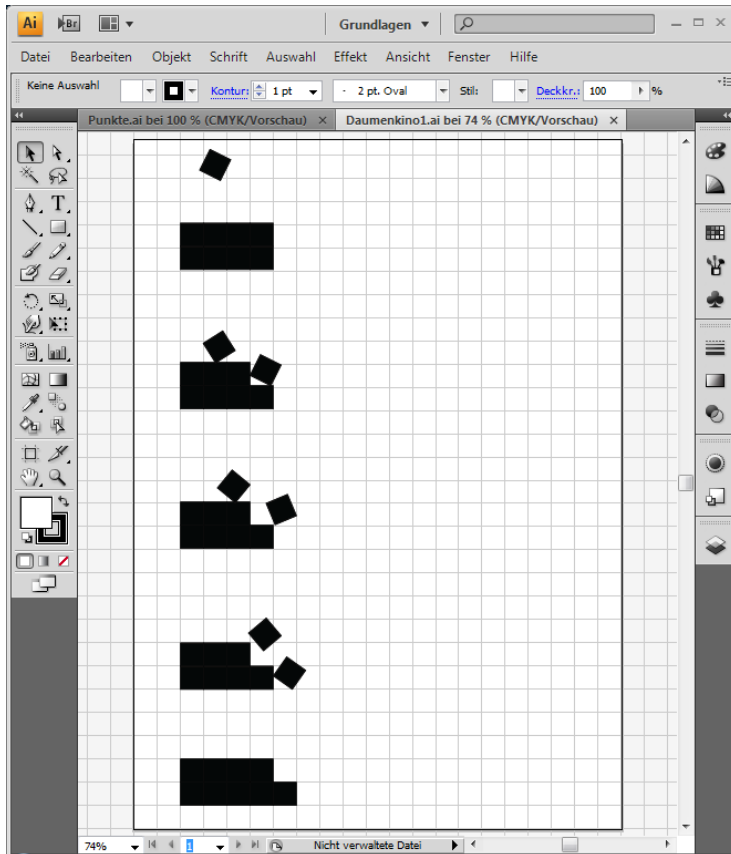 Ai Br Grundlagen
Datei Bearbeiten Objekt Schrift Auswahl Effekt Ansicht Fenster Hilfe
Keine Auswahl Kontur: 1 pt 2 pt. Oval Stil: Deckkr.: 100 %
Punkte.ai bei 100 % (CMYK/Vorschau) × Daumenkino1.ai bei 74 % (CMYK/Vorschau) ×
T
74% 1 Nicht verwaltete Datei